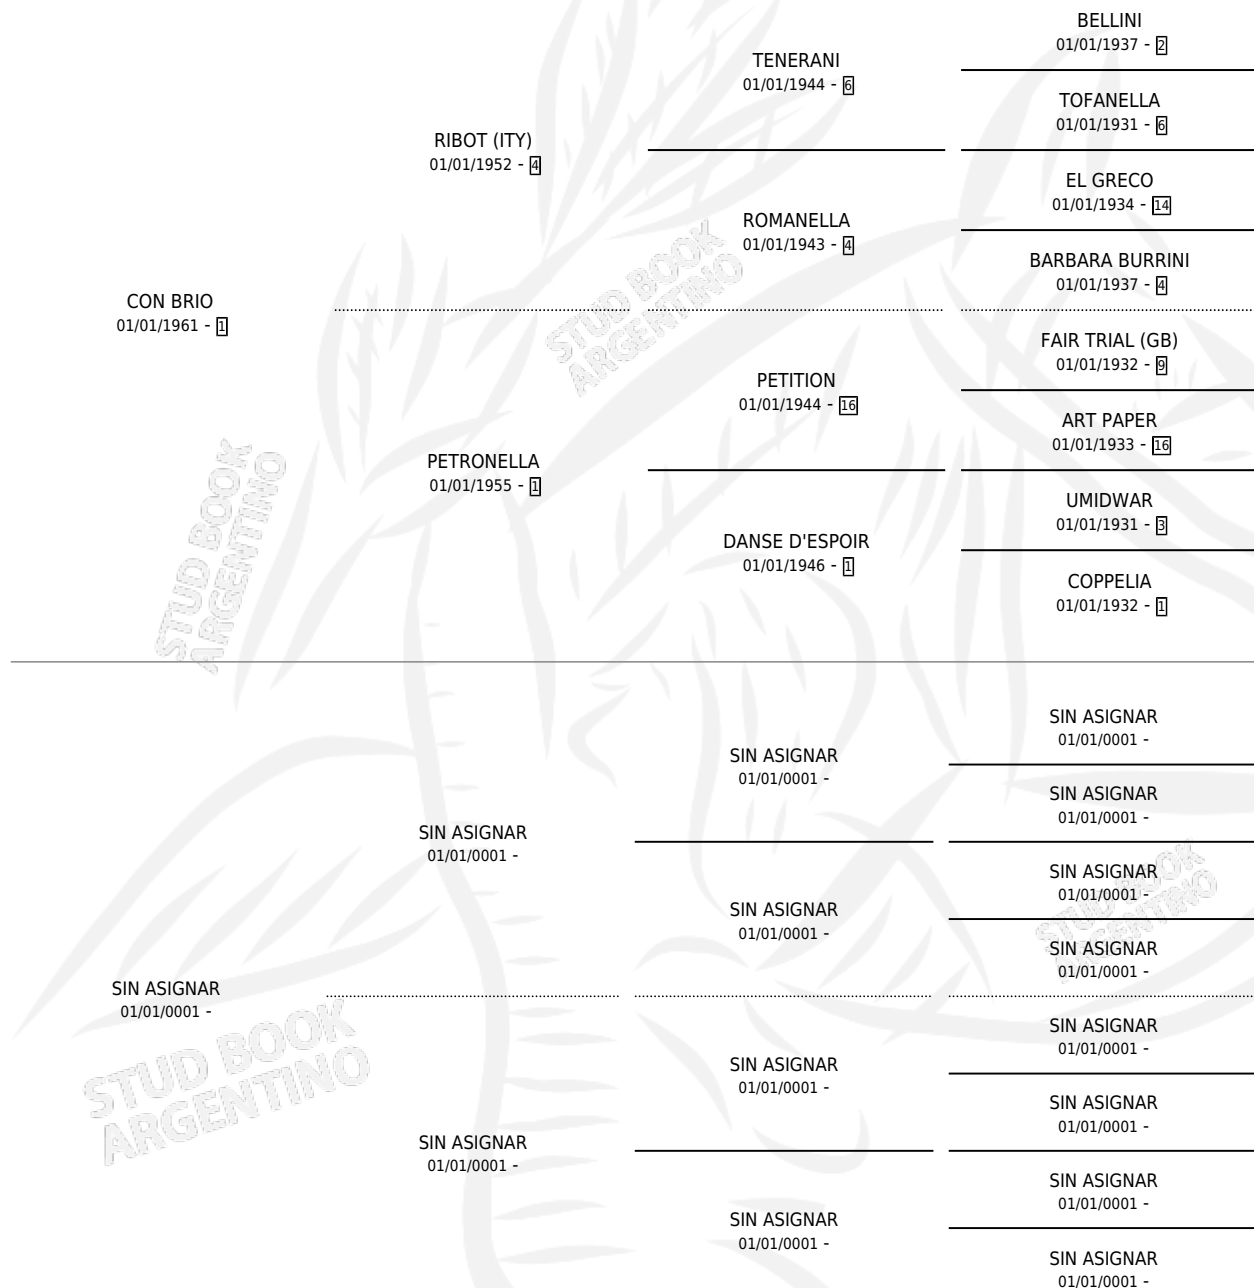 BELLINI
01/01/1937 - 2
TENERANI
01/01/1944 - 6
TOFANELLA
01/01/1931 - 6
RIBOT (ITY)
01/01/1952 - 4
EL GRECO
01/01/1934 - 14
ROMANELLA
01/01/1943 - 4
BARBARA BURRINI
01/01/1937 - 4
CON BRIO
01/01/1961 - 1
STUD BOOK
ARGENTINO
FAIR TRIAL (GB)
01/01/1932 - 9
PETITION
01/01/1944 - 16
ART PAPER
01/01/1933 - 16
PETRONELLA
01/01/1955 - 1
UMIDWAR
01/01/1931 - 3
DANSE D'ESPOIR
01/01/1946 - 1
COPPELIA
01/01/1932 - 1
STUD BOOK
ARGENTINO
SIN ASIGNAR
01/01/0001 -
SIN ASIGNAR
01/01/0001 -
SIN ASIGNAR
01/01/0001 -
SIN ASIGNAR
01/01/0001 -
SIN ASIGNAR
01/01/0001 -
SIN ASIGNAR
01/01/0001 -
SIN ASIGNAR
01/01/0001 -
STUD BOOK
ARGENTINO
SIN ASIGNAR
01/01/0001 -
SIN ASIGNAR
01/01/0001 -
SIN ASIGNAR
01/01/0001 -
SIN ASIGNAR
01/01/0001 -
SIN ASIGNAR
01/01/0001 -
SIN ASIGNAR
01/01/0001 -
SIN ASIGNAR
01/01/0001 -
SIN ASIGNAR
01/01/0001 -
STUD BOOK
ARGENTINO